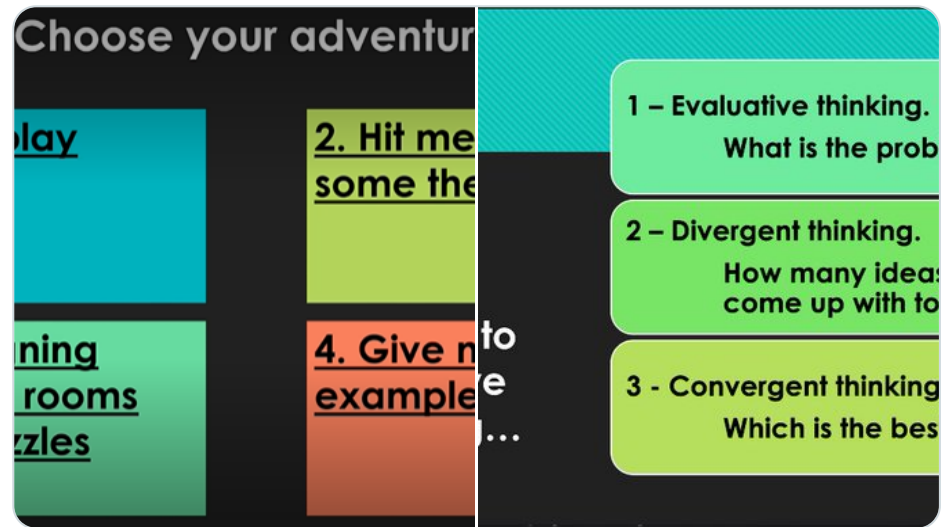 Choose your adventur
lay
2. Hit me
some the
ning
rooms
zzles
4. Give
example
to
e
...
1 – Evaluative thinking.
What is the prob
2 – Divergent thinking.
How many ideas
come up with to
3 - Convergent thinking
Which is the bes